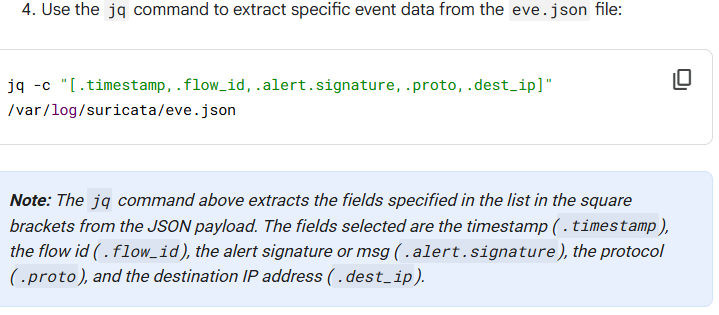 4. Use the jq command to extract specific event data from the eve.json file:
jq -c "[.timestamp,.flow_id,.alert.signature,.proto,.dest_ip]"
/var/log/suricata/eve.json
Note: The jq command above extracts the fields specified in the list in the square
brackets from the JSON payload. The fields selected are the timestamp (.timestamp),
the flow id (.flow_id), the alert signature or msg (.alert.signature), the protocol
(.proto), and the destination IP address (.dest_ip).